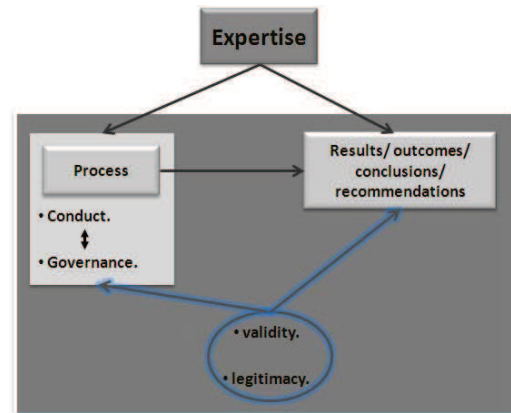 Expertise
Process
Results/ outcomes/
conclusions/
recommendations
• Conduct.
• Governance.
• validity.
• legitimacy.